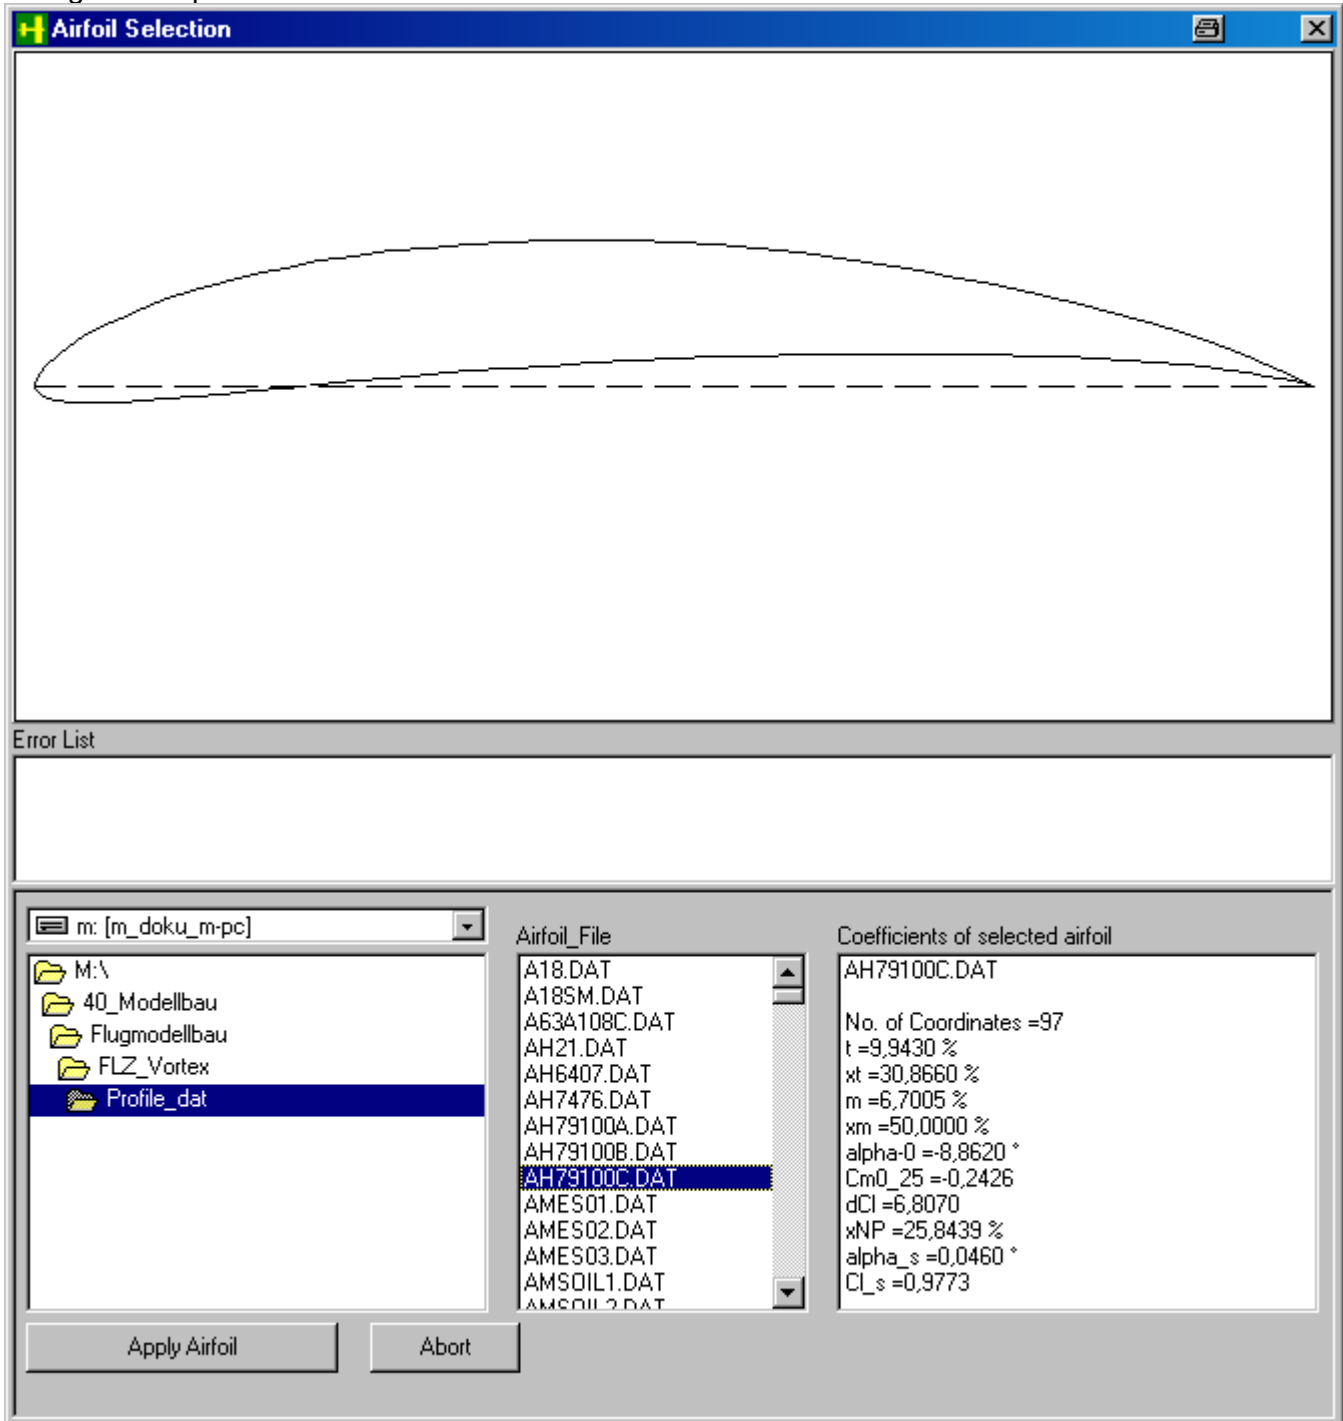 Airfoil Selection
Error List
m: [m_doku_m-pc]
M:\
40_Modellbau
Flugmodellbau
FLZ_Vortex
Profile_dat
Airfoil_File
A18.DAT
A18SM.DAT
A63A108C.DAT
AH21.DAT
AH6407.DAT
AH7476.DAT
AH79100A.DAT
AH79100B.DAT
AH79100C.DAT
AMES01.DAT
AMES02.DAT
AMES03.DAT
AMSOIL1.DAT
AMSOIL2.DAT
Coefficients of selected airfoil
AH79100C.DAT
No. of Coordinates =97
t =9,9430 %
xt =30,8660 %
m =6,7005 %
xm =50,0000 %
alpha-0 =-8,8620 °
Cm0_25 =-0,2426
dCl =6,8070
xNP =25,8439 %
alpha_s =0,0460 °
Cl_s =0,9773
Apply Airfoil
Abort